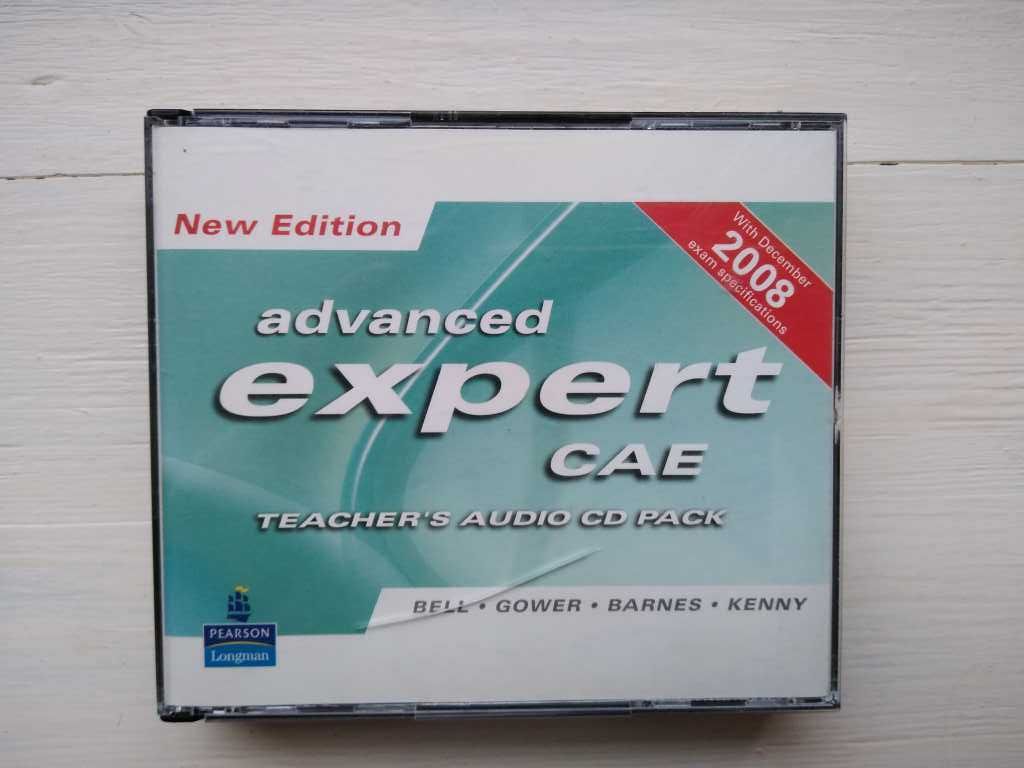 New Edition
With December
2008
exam specifications
advanced
expert
CAE
TEACHER'S AUDIO CD PACK
BELL • GOWER • BARNES • KENNY
PEARSON
Longman